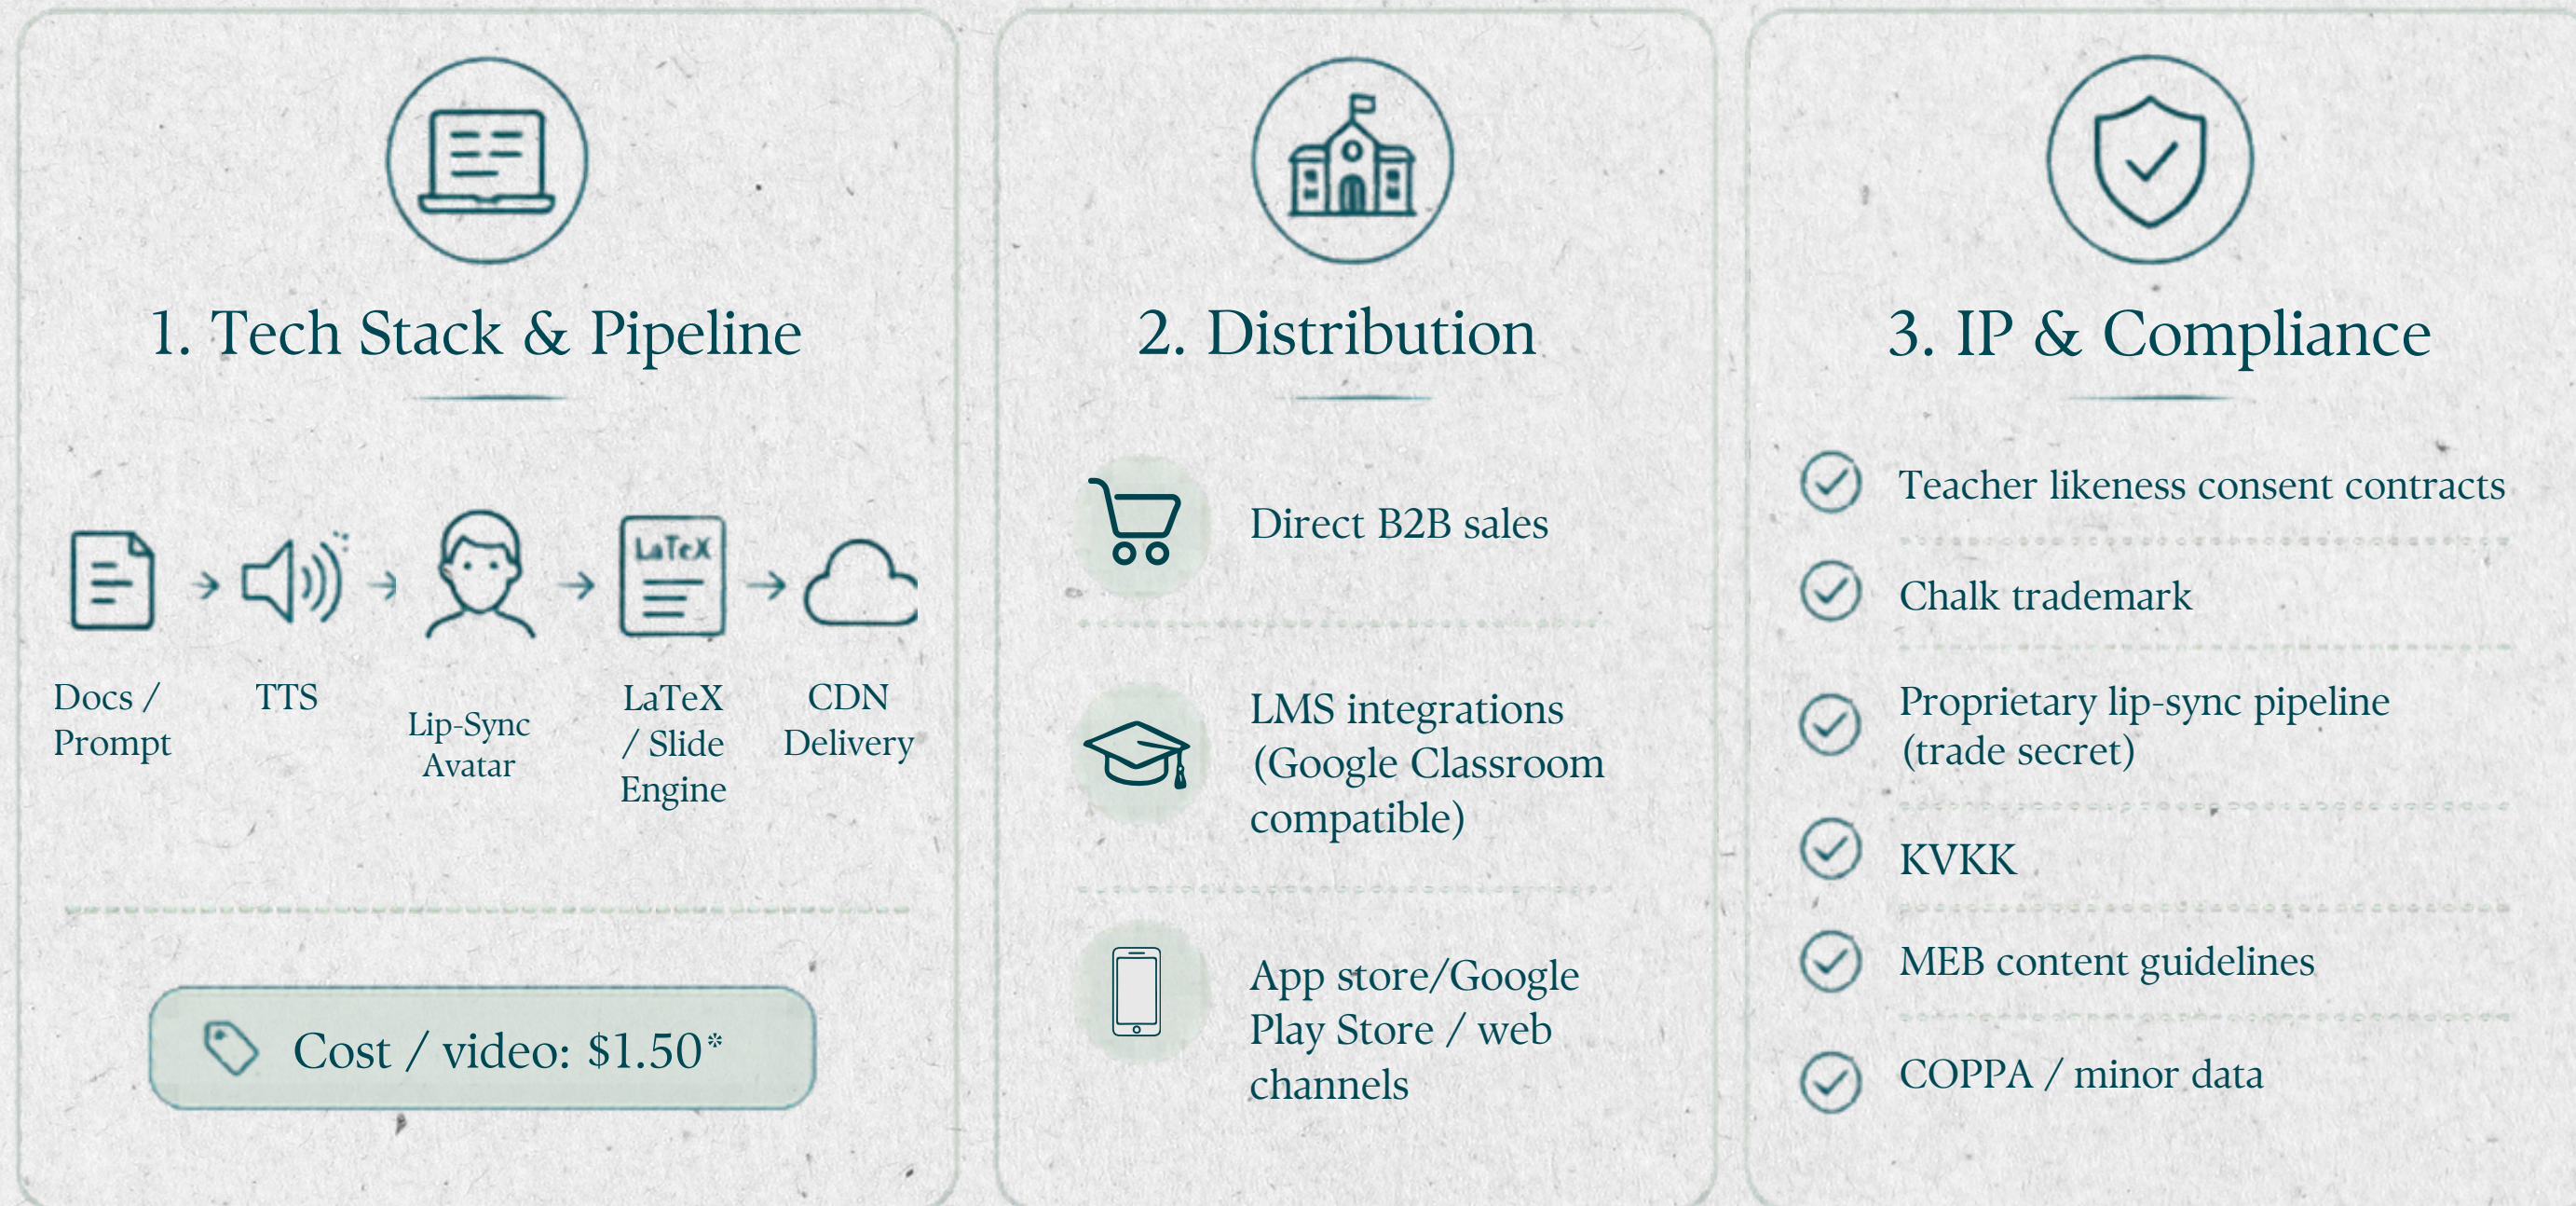 1. Tech Stack & Pipeline
LaTeX
Docs /
Prompt
TTS
Lip-Sync
Avatar
LaTeX
/ Slide
Engine
CDN
Delivery
Cost / video: $1.50*
2. Distribution
Direct B2B sales
LMS integrations
(Google Classroom
compatible)
App store/Google
Play Store / web
channels
3. IP & Compliance
Teacher likeness consent contracts
Chalk trademark
Proprietary lip-sync pipeline
(trade secret)
KVKK
MEB content guidelines
COPPA / minor data